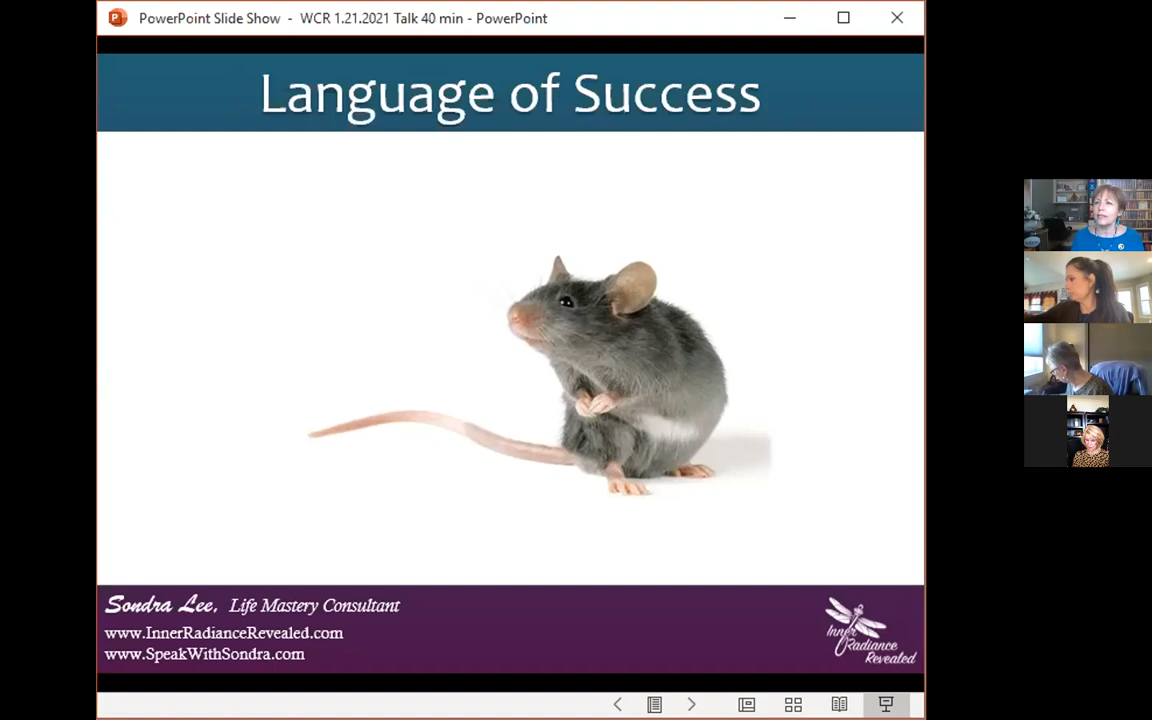 PowerPoint Slide Show - WCR 1.21.2021 Talk 40 min - PowerPoint
Language of Success
Sondra Lee, Life Mastery Consultant
www.InnerRadianceRevealed.com
www.SpeakWithSondra.com
Inner
Radiance
Revealed